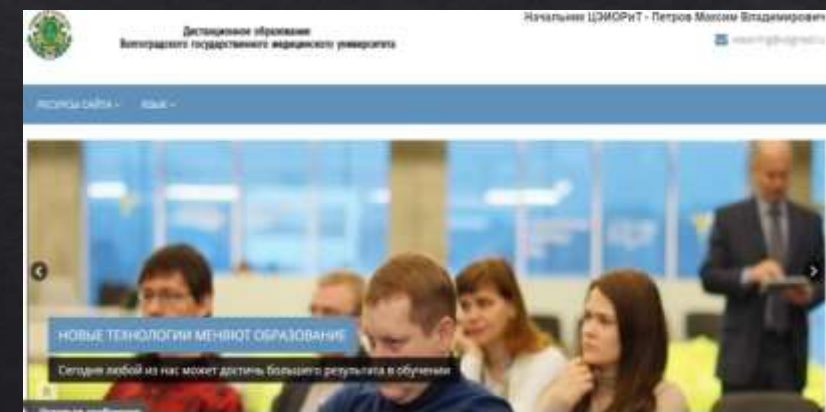 Дистанционное образование
Волгоградского государственного медицинского университета
Начальник ЦЭИОРиТ - Петров Максим Владимирович
РЕСУРСЫ САЙТА
ЯЗЫК
НОВЫЕ ТЕХНОЛОГИИ МЕНЯЮТ ОБРАЗОВАНИЕ
Сегодня любой из нас может достичь большего результата в обучении